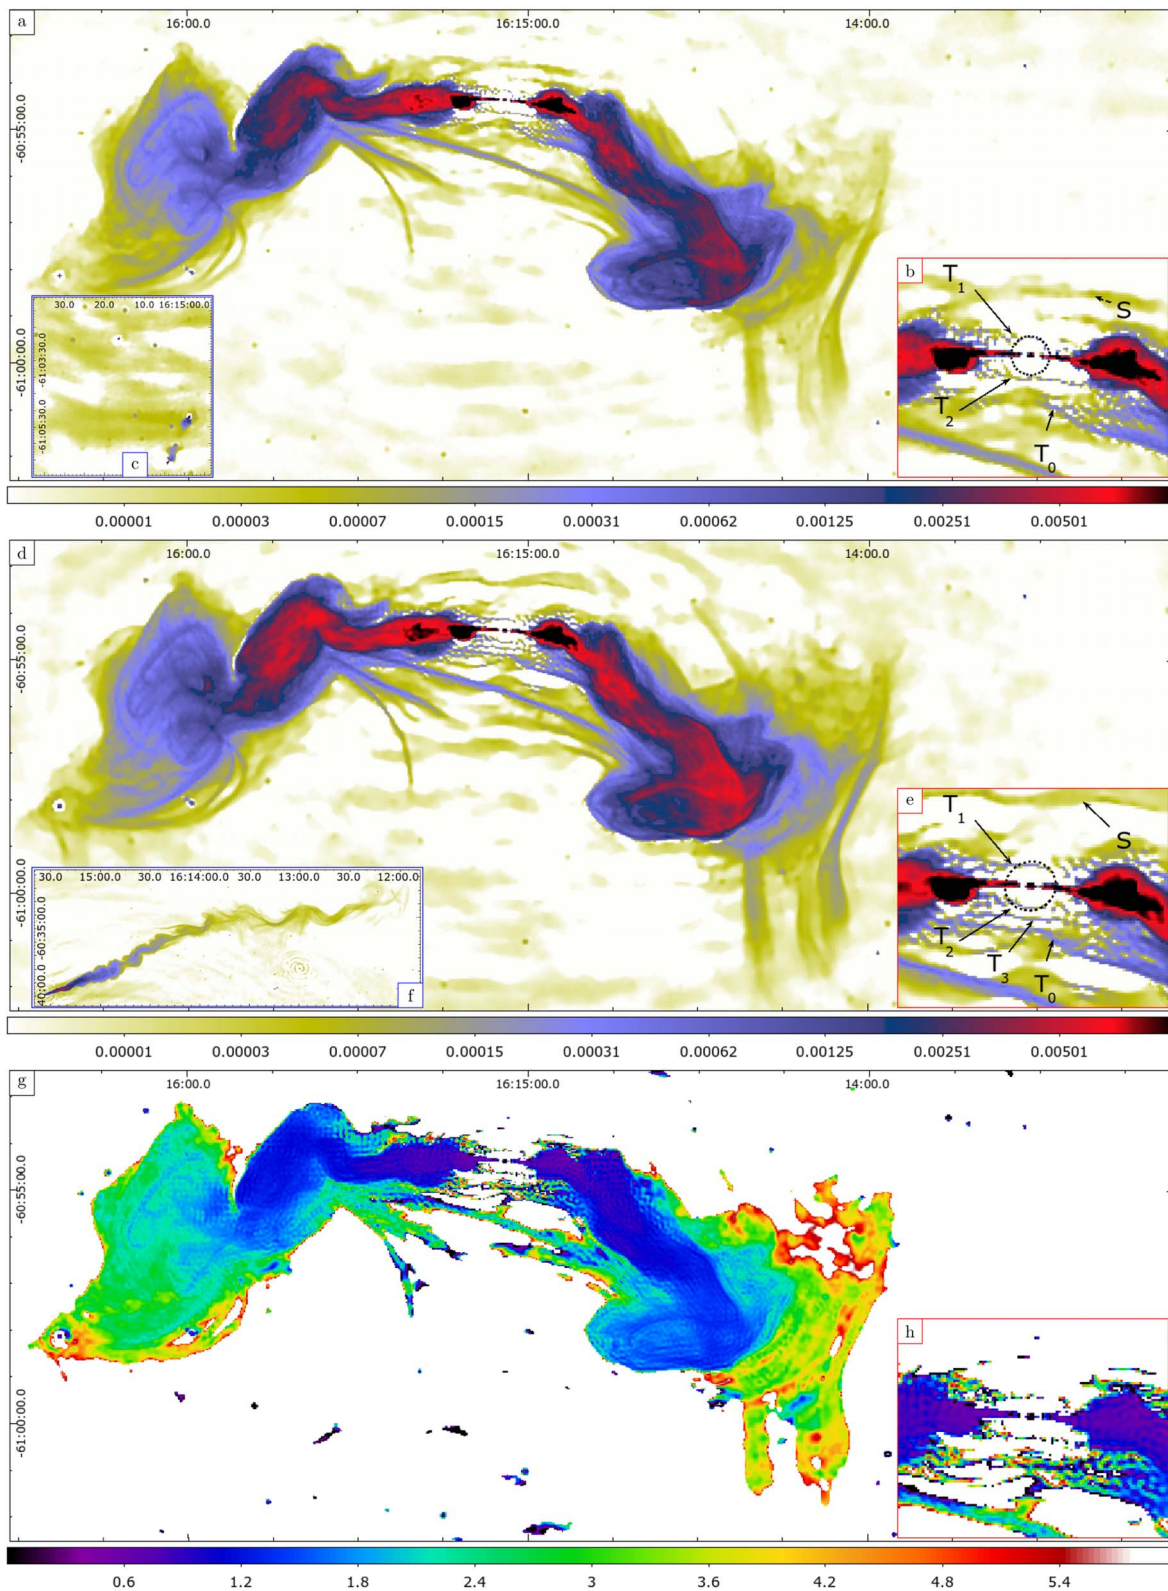 a
16:00.0 16:15:00.0 14:00.0
-60:55:00.0
-61:00:00.0
b
T1
S
T2
T0
30.0 20.0 10.0 16:15:00.0
-61:03:30.0
-61:05:30.0
c
0.00001 0.00003 0.00007 0.00015 0.00031 0.00062 0.00125 0.00251 0.00501
d
16:00.0 16:15:00.0 14:00.0
-60:55:00.0
-61:00:00.0
e
T1
S
T2
T3
T0
30.0 15:00.0 30.0 16:14:00.0 30.0 13:00.0 30.0 12:00.0
-60:35:00.0
40:00.0
f
0.00001 0.00003 0.00007 0.00015 0.00031 0.00062 0.00125 0.00251 0.00501
g
16:00.0 16:15:00.0 14:00.0
-60:55:00.0
-61:00:00.0
h
0.6 1.2 1.8 2.4 3 3.6 4.2 4.8 5.4